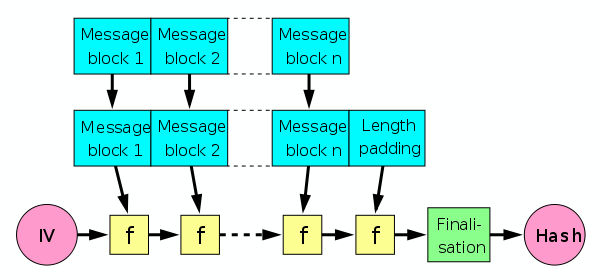 Message
block 1
Message
block 2
Message
block n
Message
block 1
Message
block 2
Message
block n
Length
padding
IV
f
f
f
f
Finali-
sation
Hash